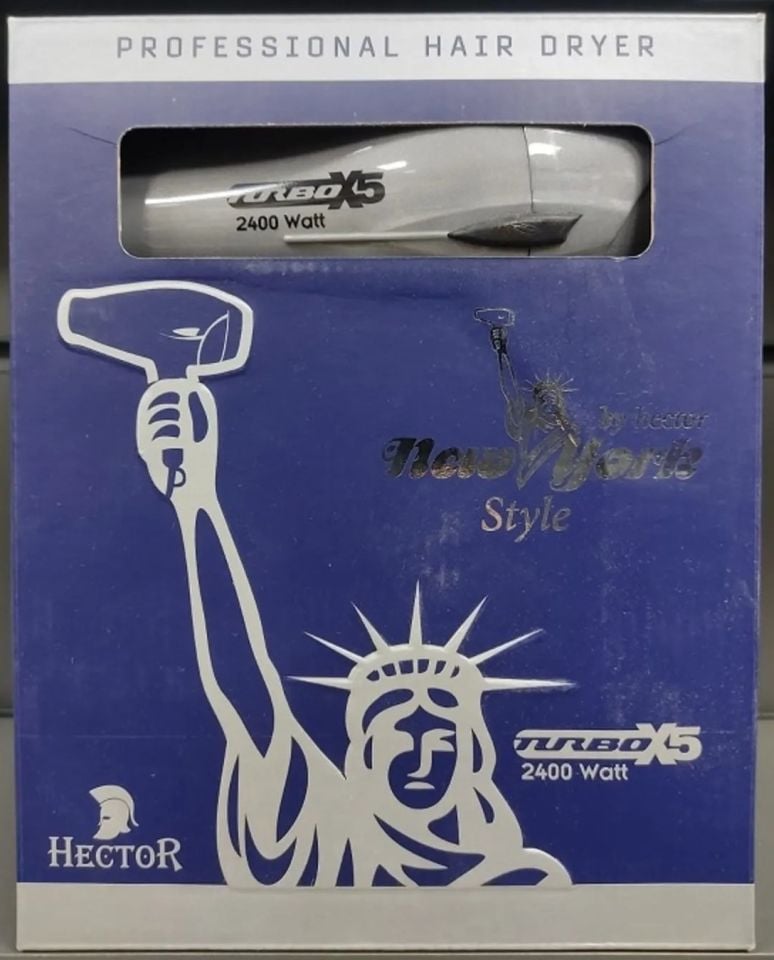 PROFESSIONAL HAIR DRYER
TURBO X5
2400 Watt
by hector
New York
Style
TURBO X5
2400 Watt
HECTOR